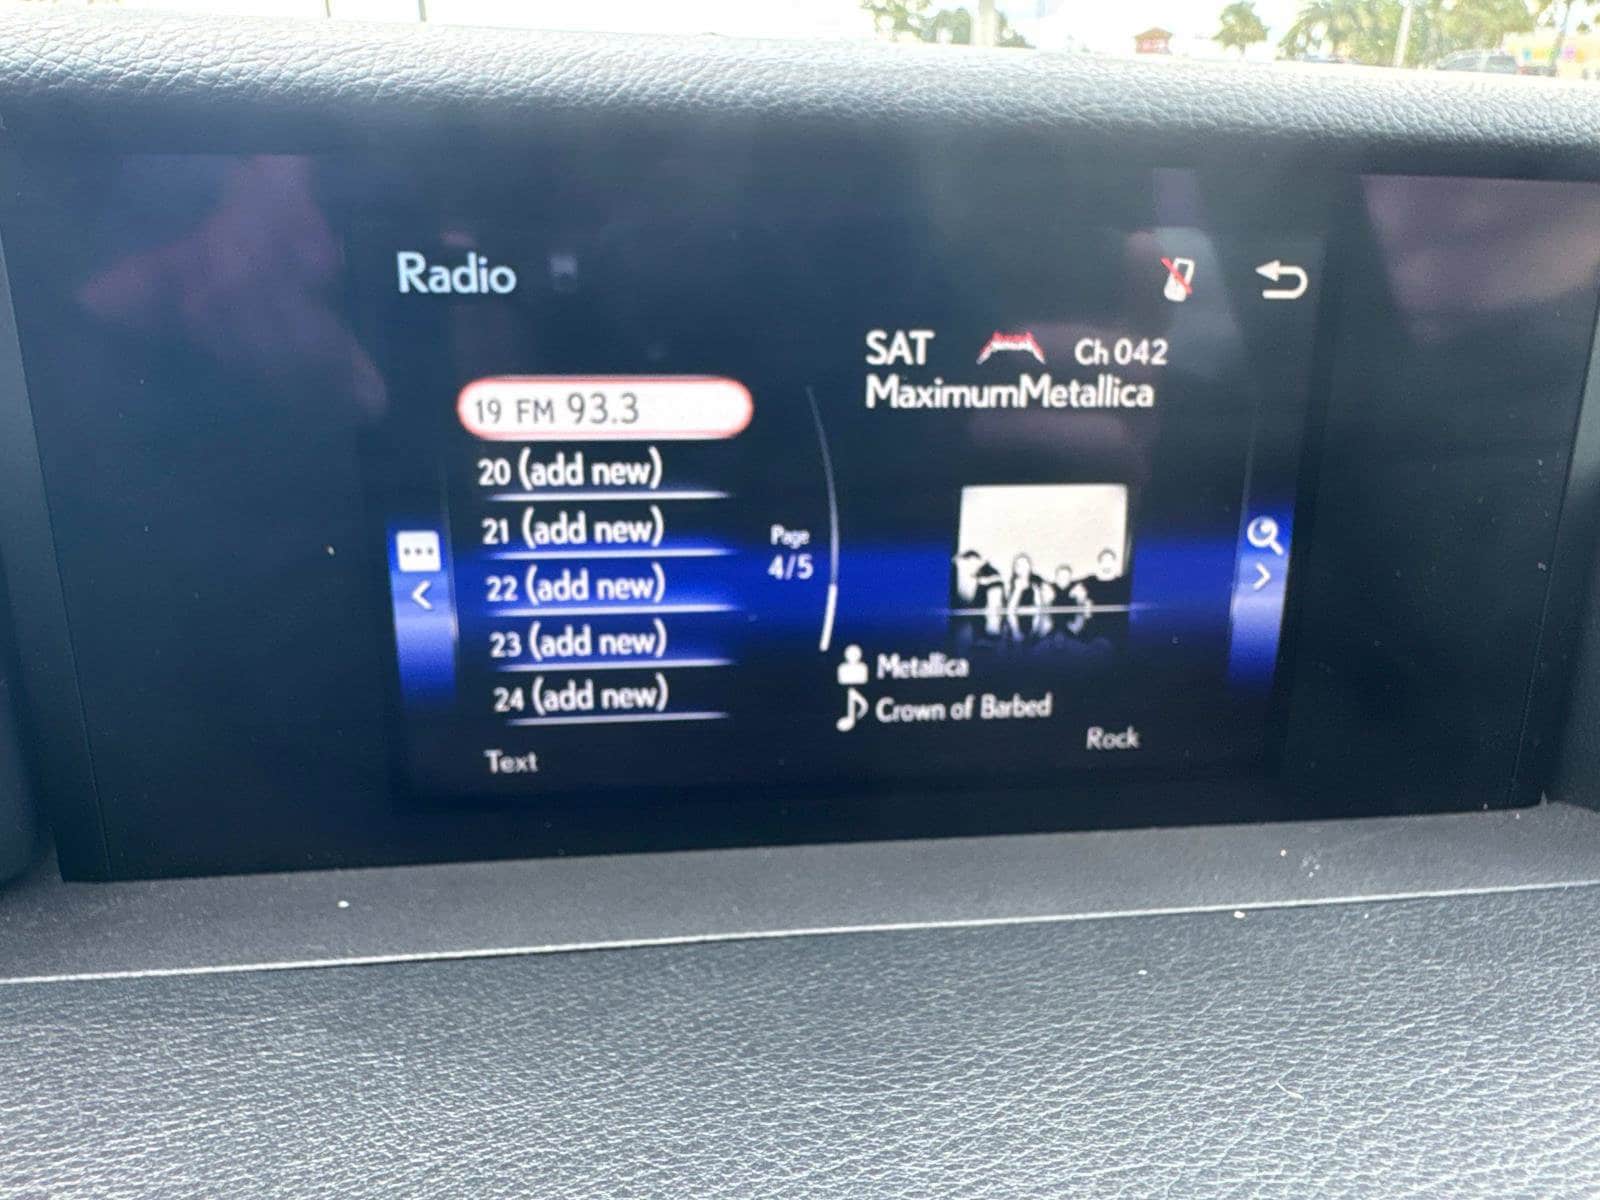 Radio
SAT Ch 042
MaximumMetallica
19 FM 93.3
20 (add new)
21 (add new)
22 (add new)
23 (add new)
24 (add new)
Page
4/5
Metallica
Crown of Barbed
Rock
Text